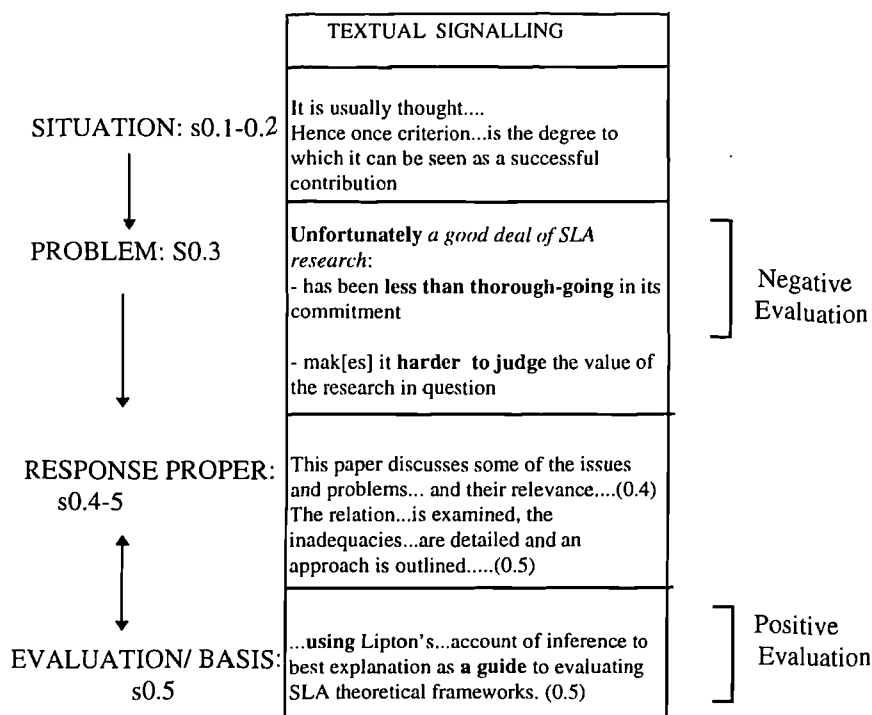 TEXTUAL SIGNALLING
SITUATION: s0.1-0.2
It is usually thought....
Hence once criterion...is the degree to
which it can be seen as a successful
contribution
PROBLEM: S0.3
Unfortunately a good deal of SLA
research:
- has been less than thorough-going in its
commitment
- mak[es] it harder to judge the value of
the research in question
Negative
Evaluation
RESPONSE PROPER:
s0.4-5
This paper discusses some of the issues
and problems... and their relevance....(0.4)
The relation...is examined, the
inadequacies...are detailed and an
approach is outlined.....(0.5)
EVALUATION/ BASIS:
s0.5
...using Lipton's...account of inference to
best explanation as a guide to evaluating
SLA theoretical frameworks. (0.5)
Positive
Evaluation